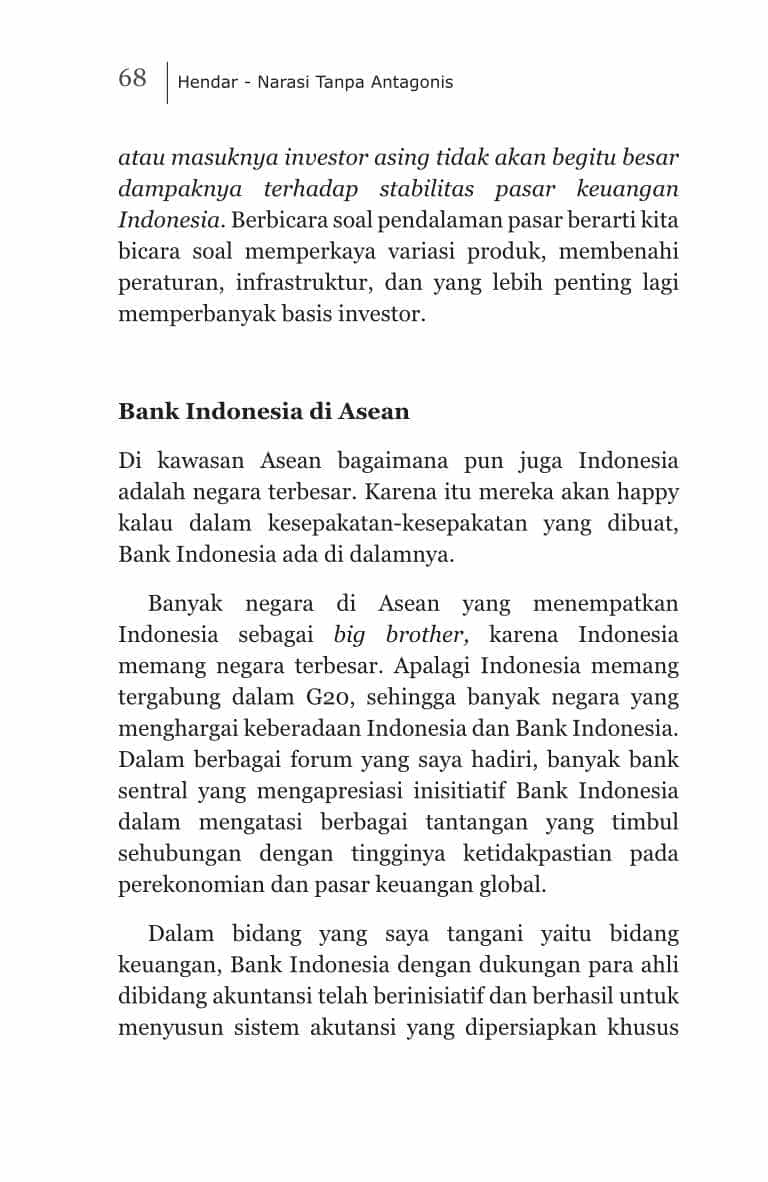 68
Hendar - Narasi Tanpa Antagonis
atau masuknya investor asing tidak akan begitu besar
dampaknya terhadap stabilitas pasar keuangan
Indonesia. Berbicara soal pendalaman pasar berarti kita
bicara soal memperkaya variasi produk, membenahi
peraturan, infrastruktur, dan yang lebih penting lagi
memperbanyak basis investor.
Bank Indonesia di Asean
Di kawasan Asean bagaimana pun juga Indonesia
adalah negara terbesar. Karena itu mereka akan happy
kalau dalam kesepakatan-kesepakatan yang dibuat,
Bank Indonesia ada di dalamnya.
Banyak negara di Asean yang menempatkan
Indonesia sebagai big brother, karena Indonesia
memang negara terbesar. Apalagi Indonesia memang
tergabung dalam G20, sehingga banyak negara yang
menghargai keberadaan Indonesia dan Bank Indonesia.
Dalam berbagai forum yang saya hadiri, banyak bank
sentral yang mengapresiasi inisitiatif Bank Indonesia
dalam mengatasi berbagai tantangan yang timbul
sehubungan dengan tingginya ketidakpastian pada
perekonomian dan pasar keuangan global.
Dalam bidang yang saya tangani yaitu bidang
keuangan, Bank Indonesia dengan dukungan para ahli
dibidang akuntansi telah berinisiatif dan berhasil untuk
menyusun sistem akutansi yang dipersiapkan khusus